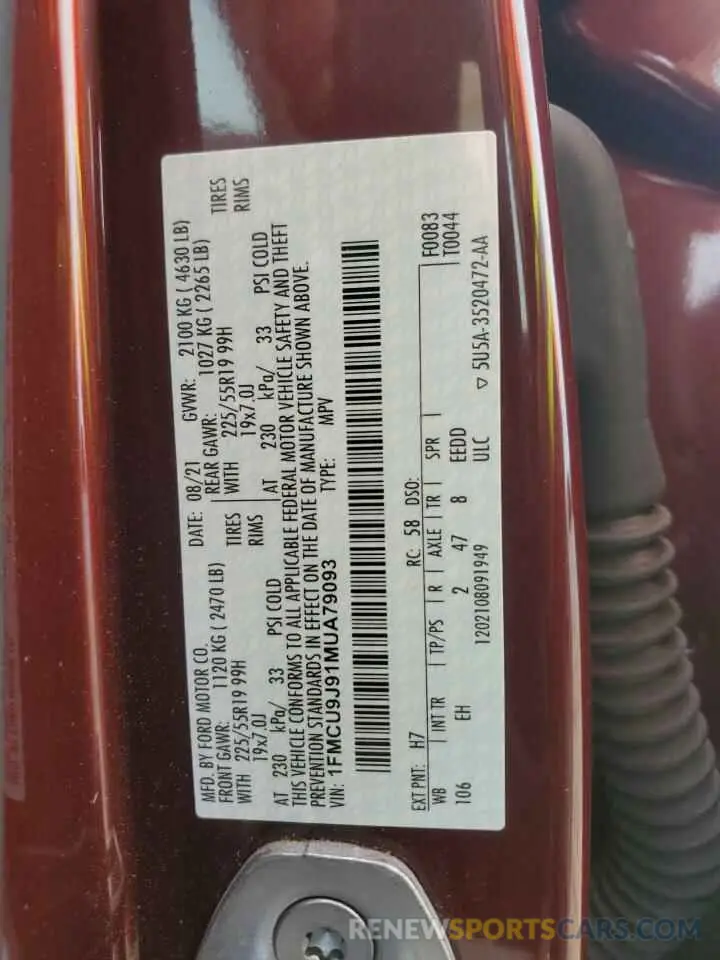 MFD. BY FORD MOTOR CO.
DATE: 08/21 GVWR: 2100 KG ( 4630 LB)
FRONT GAWR: 1120 KG ( 2470 LB) REAR GAWR: 1027 KG ( 2265 LB)
WITH 225/55R19 99H TIRES WITH 225/55R19 99H TIRES
19x7.0J RIMS 19x7.0J RIMS
AT 230 kPa/ 33 PSI COLD AT 230 kPa/ 33 PSI COLD
THIS VEHICLE CONFORMS TO ALL APPLICABLE FEDERAL MOTOR VEHICLE SAFETY AND THEFT
PREVENTION STANDARDS IN EFFECT ON THE DATE OF MANUFACTURE SHOWN ABOVE.
VIN: 1FMCU9J91MUA79093 TYPE: MPV
EXT PNT: H7 RC: 58 DSO: F0083
WB INT TR TP/PS R AXLE TR SPR T0044
106 EH 2 47 8 EEDD
1202108091949 ULC ▽ 5U5A-3520472-AA
RENEWSPORTSCARS.COM